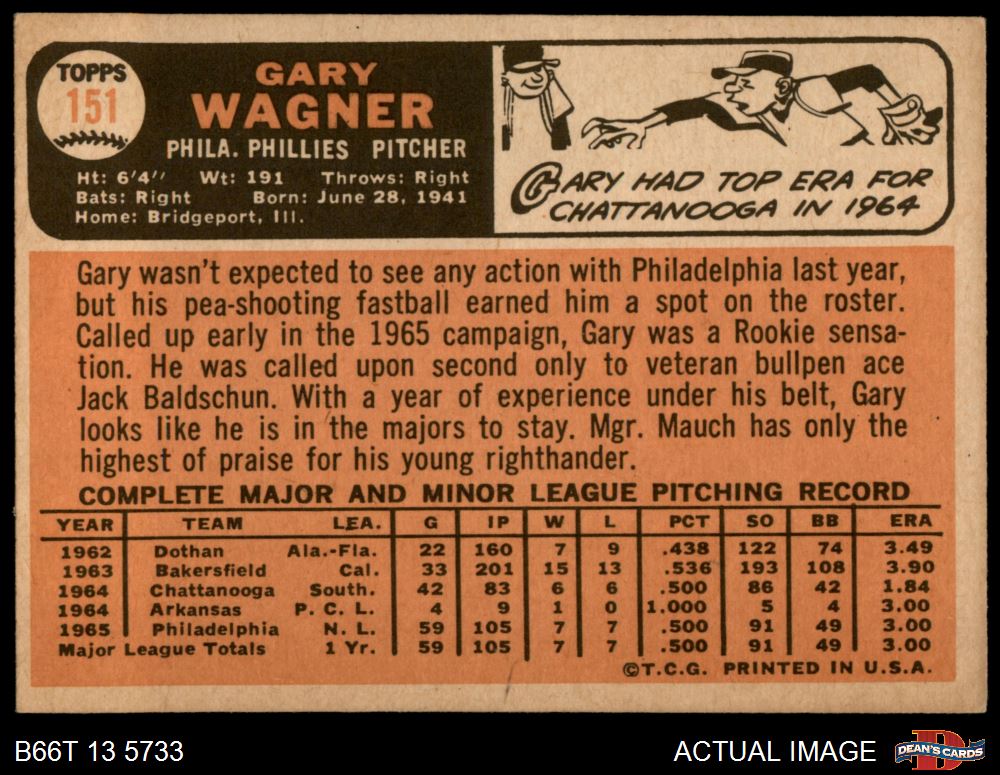 TOPPS
151
GARY
WAGNER
PHILA. PHILLIES PITCHER
Ht: 6'4" Wt: 191 Throws: Right
Bats: Right Born: June 28, 1941
Home: Bridgeport, Ill.
GARY HAD TOP ERA FOR
CHATTANOOGA IN 1964
Gary wasn't expected to see any action with Philadelphia last year,
but his pea-shooting fastball earned him a spot on the roster.
Called up early in the 1965 campaign, Gary was a Rookie sensa-
tion. He was called upon second only to veteran bullpen ace
Jack Baldschun. With a year of experience under his belt, Gary
looks like he is in the majors to stay. Mgr. Mauch has only the
highest of praise for his young righthander.
COMPLETE MAJOR AND MINOR LEAGUE PITCHING RECORD
YEAR TEAM LEA. G IP W L PCT SO BB ERA
1962 Dothan Ala.-Fla. 22 160 7 9 .438 122 74 3.49
1963 Bakersfield Cal. 33 201 15 13 .536 193 108 3.90
1964 Chattanooga South. 42 83 6 6 .500 86 42 1.84
1964 Arkansas P. C. L. 4 9 1 0 1.000 5 4 3.00
1965 Philadelphia N. L. 59 105 7 7 .500 91 49 3.00
Major League Totals 1 Yr. 59 105 7 7 .500 91 49 3.00
©T.C.G. PRINTED IN U.S.A.
B66T 13 5733
ACTUAL IMAGE
DEAN'S CARDS